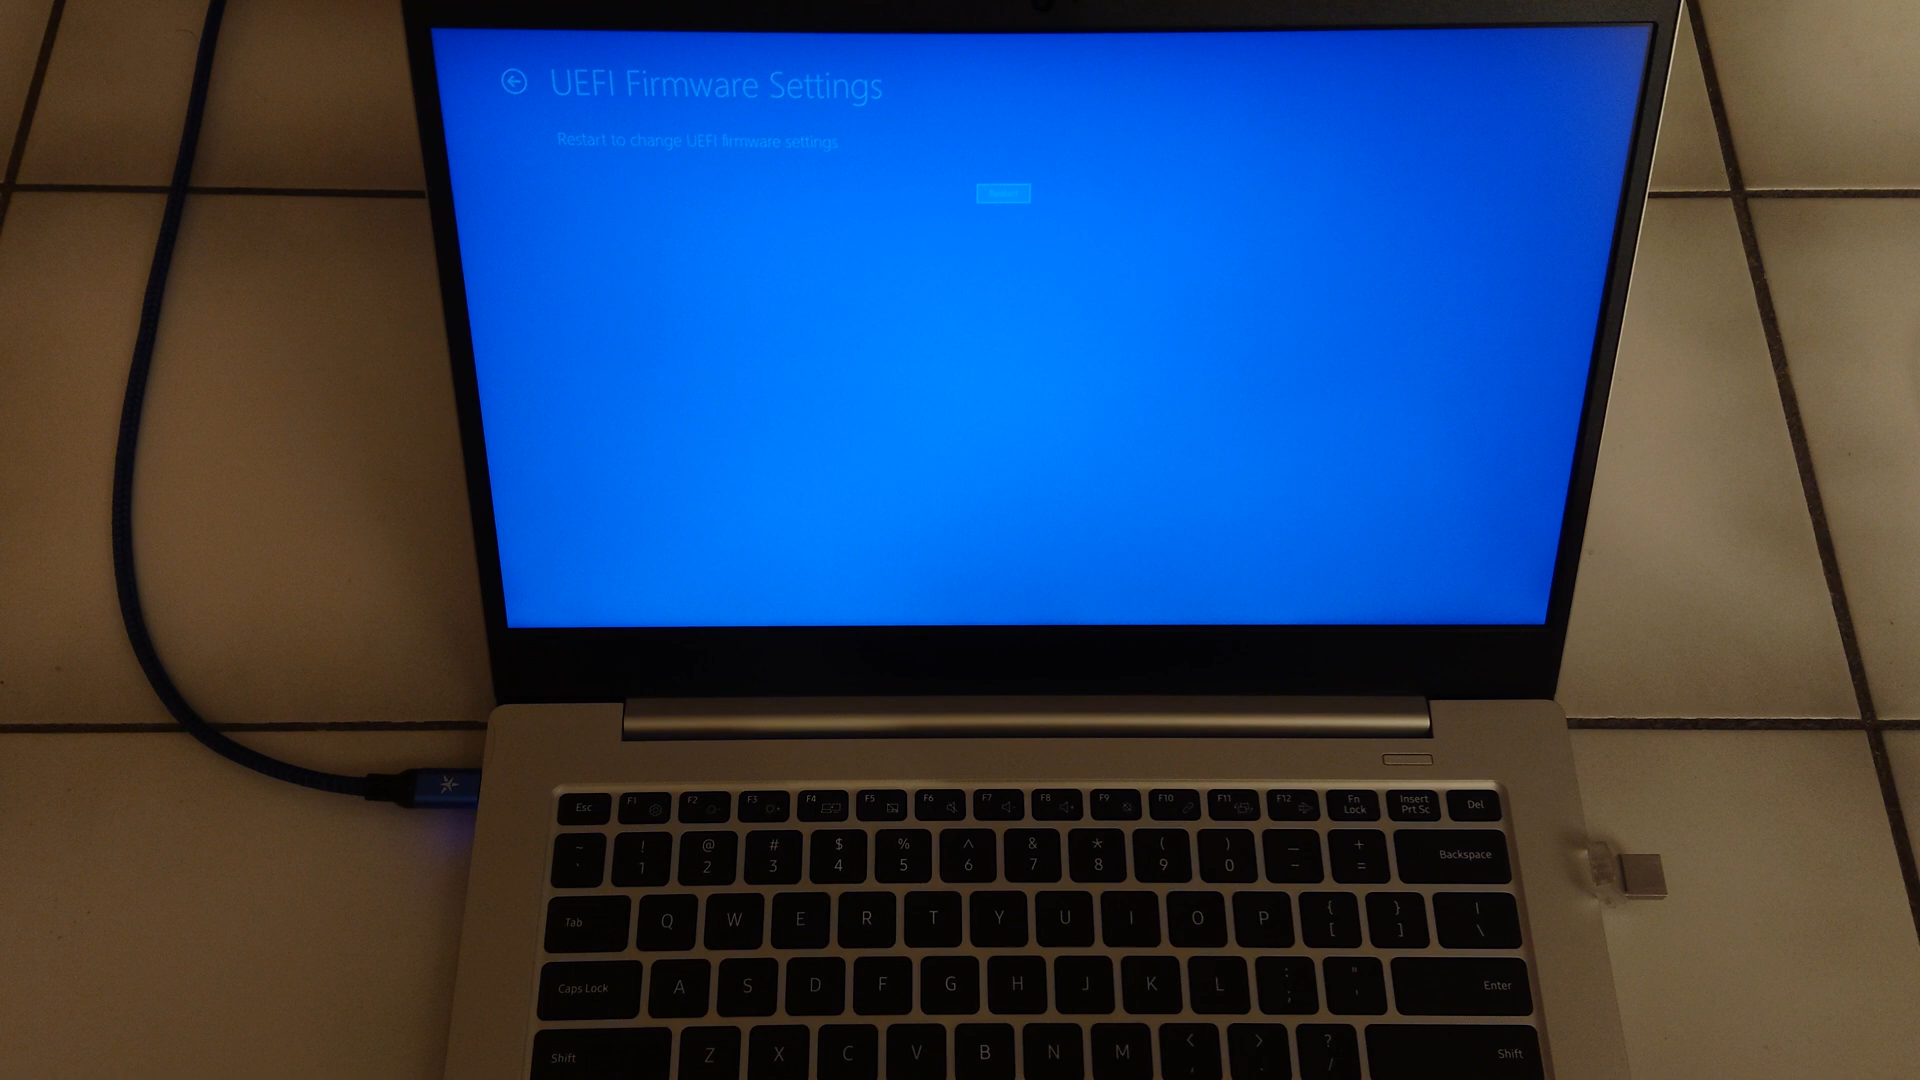 UEFI Firmware Settings
Restart to change UEFI firmware settings
Restart
Esc F1 F2 F3 F4 F5 F6 F7 F8 F9 F10 F11 F12 Fn Lock Insert Prt Sc Del
~ ` ! 1 @ 2 # 3 $ 4 % 5 ^ 6 & 7 * 8 ( 9 ) 0 _ - + = Backspace
Tab Q W E R T Y U I O P { [ } ] | \
Caps Lock A S D F G H J K L : ; " ' Enter
Shift Z X C V B N M < , > . ? / Shift